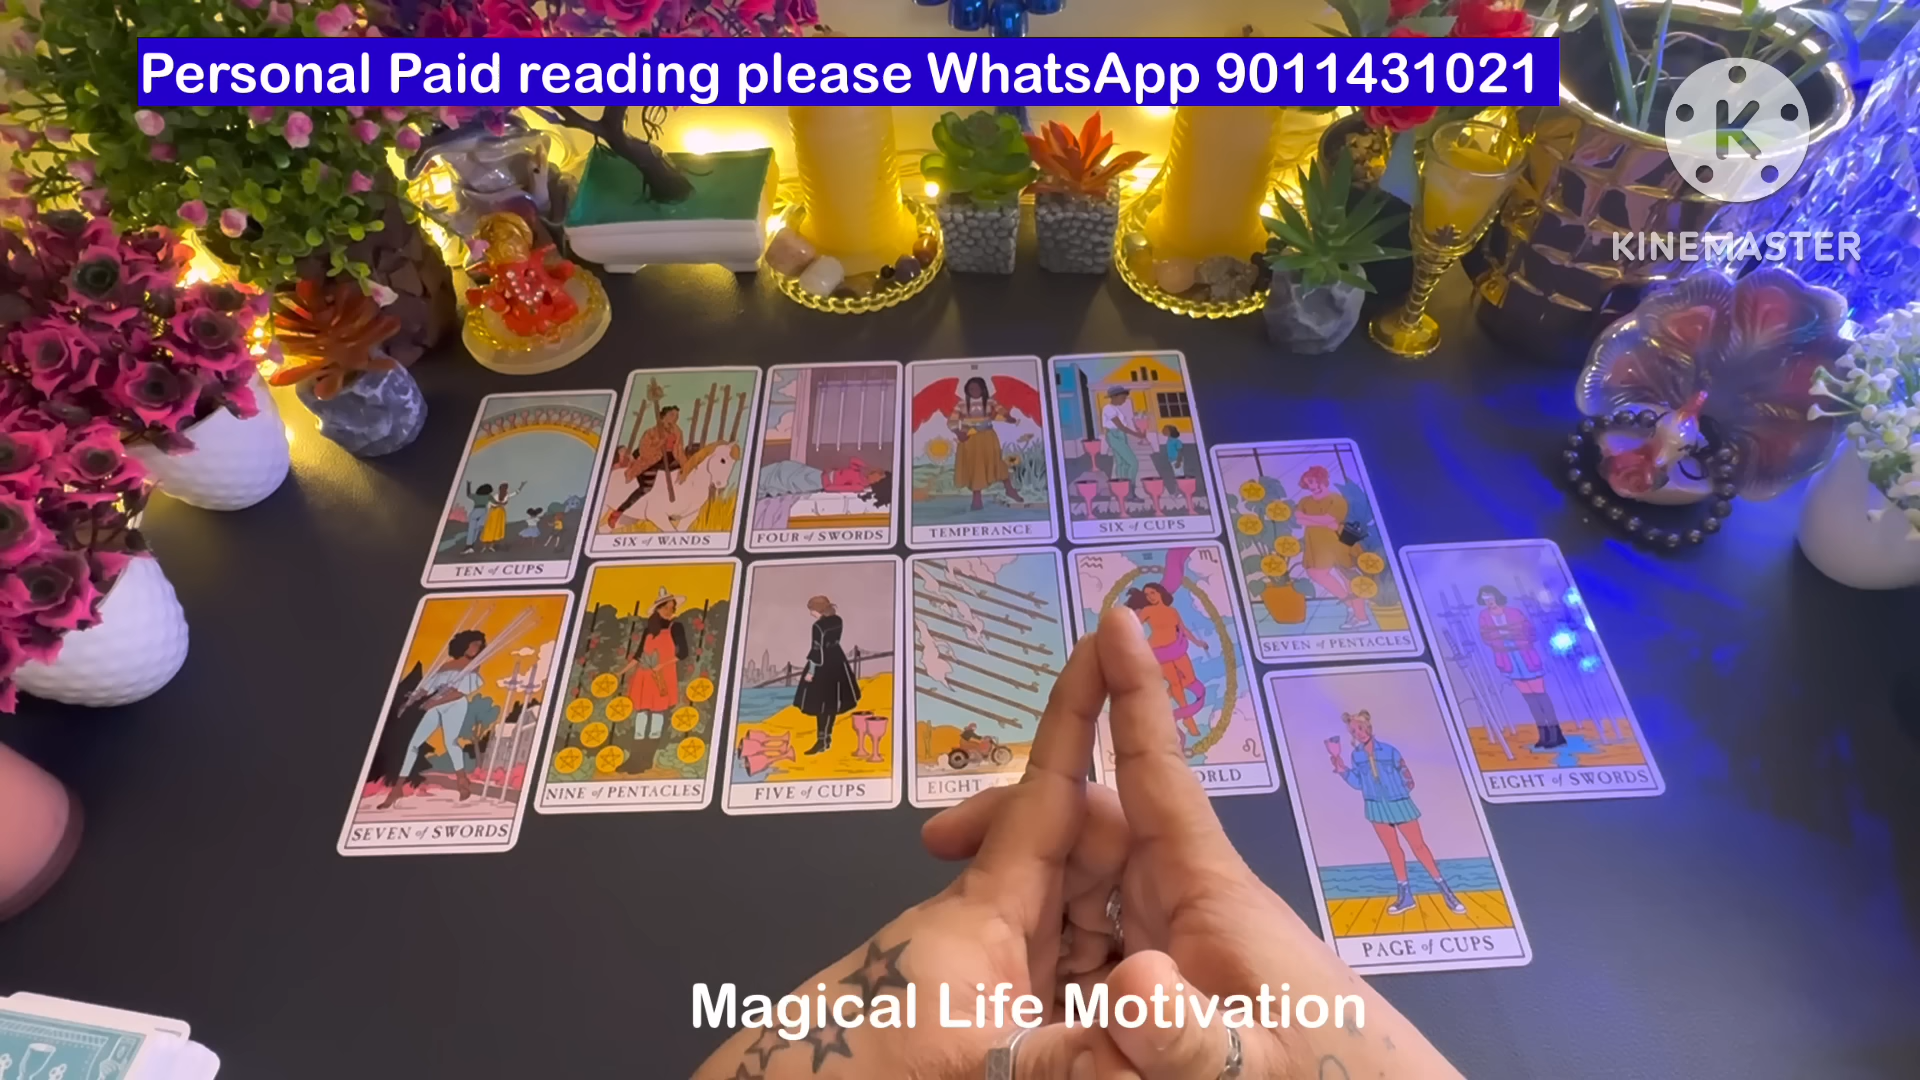 Personal Paid reading please WhatsApp 9011431021
K
KINEMASTER
TEN of CUPS
SIX of WANDS
FOUR of SWORDS
TEMPERANCE
SIX of CUPS
SEVEN of PENTACLES
SEVEN of SWORDS
NINE of PENTACLES
FIVE of CUPS
EIGHT
ORLD
EIGHT of SWORDS
PAGE of CUPS
Magical Life Motivation